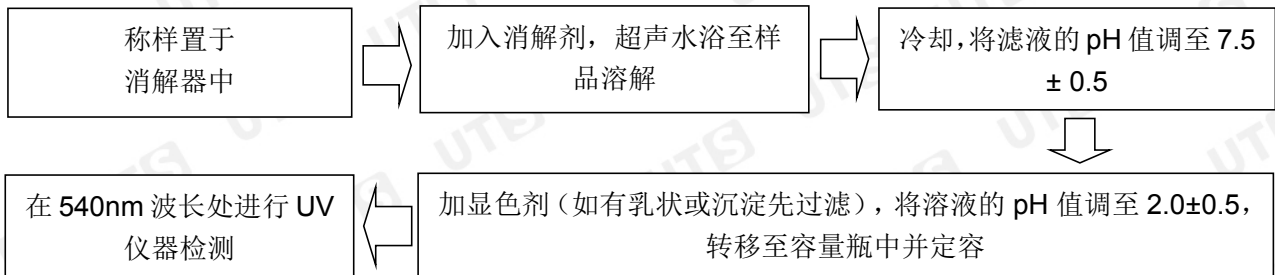 称样置于
消解器中
加入消解剂，超声水浴至样
品溶解
冷却,将滤液的 pH 值调至 7.5
± 0.5
加显色剂（如有乳状或沉淀先过滤），将溶液的 pH 值调至 2.0±0.5，
转移至容量瓶中并定容
在 540nm 波长处进行 UV
仪器检测